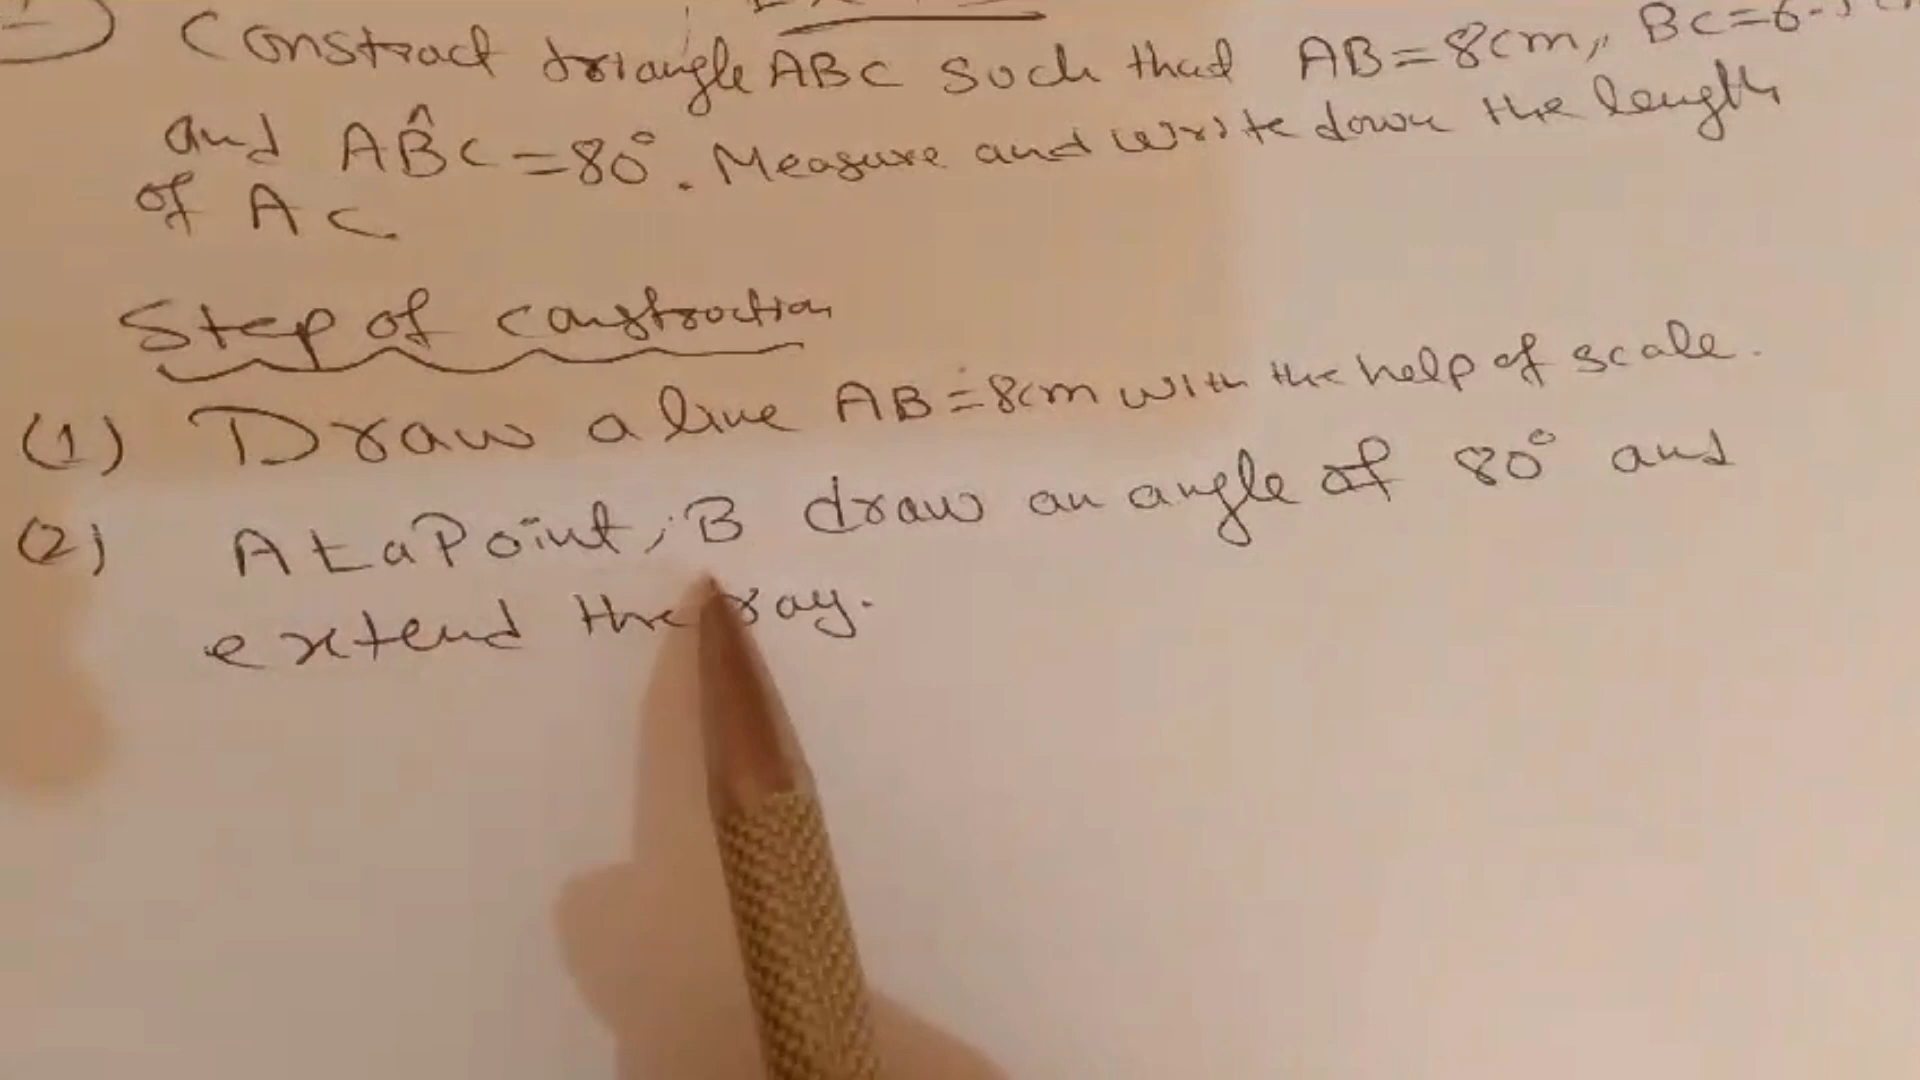 Construct triangle ABC such that AB=8cm, BC=6.5
and AB̂C=80°. Measure and write down the length
of AC
Step of construction
(1) Draw a line AB=8cm with the help of scale.
(2) At a Point, B draw an angle of 80° and
extend the ray.